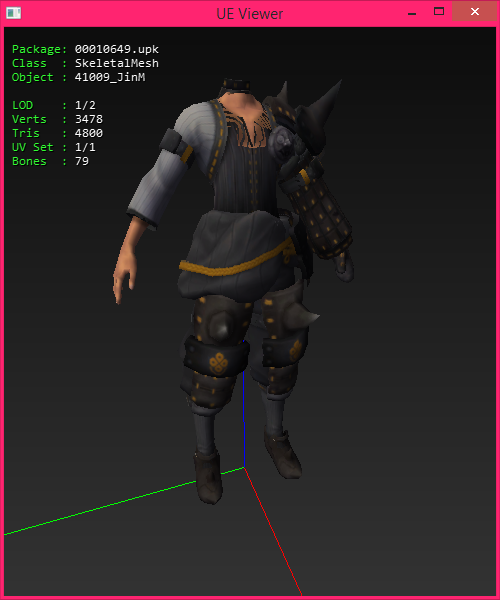 UE Viewer
Package: 00010649.upk
Class : SkeletalMesh
Object : 41009_JinM
LOD : 1/2
Verts : 3478
Tris : 4800
UV Set : 1/1
Bones : 79